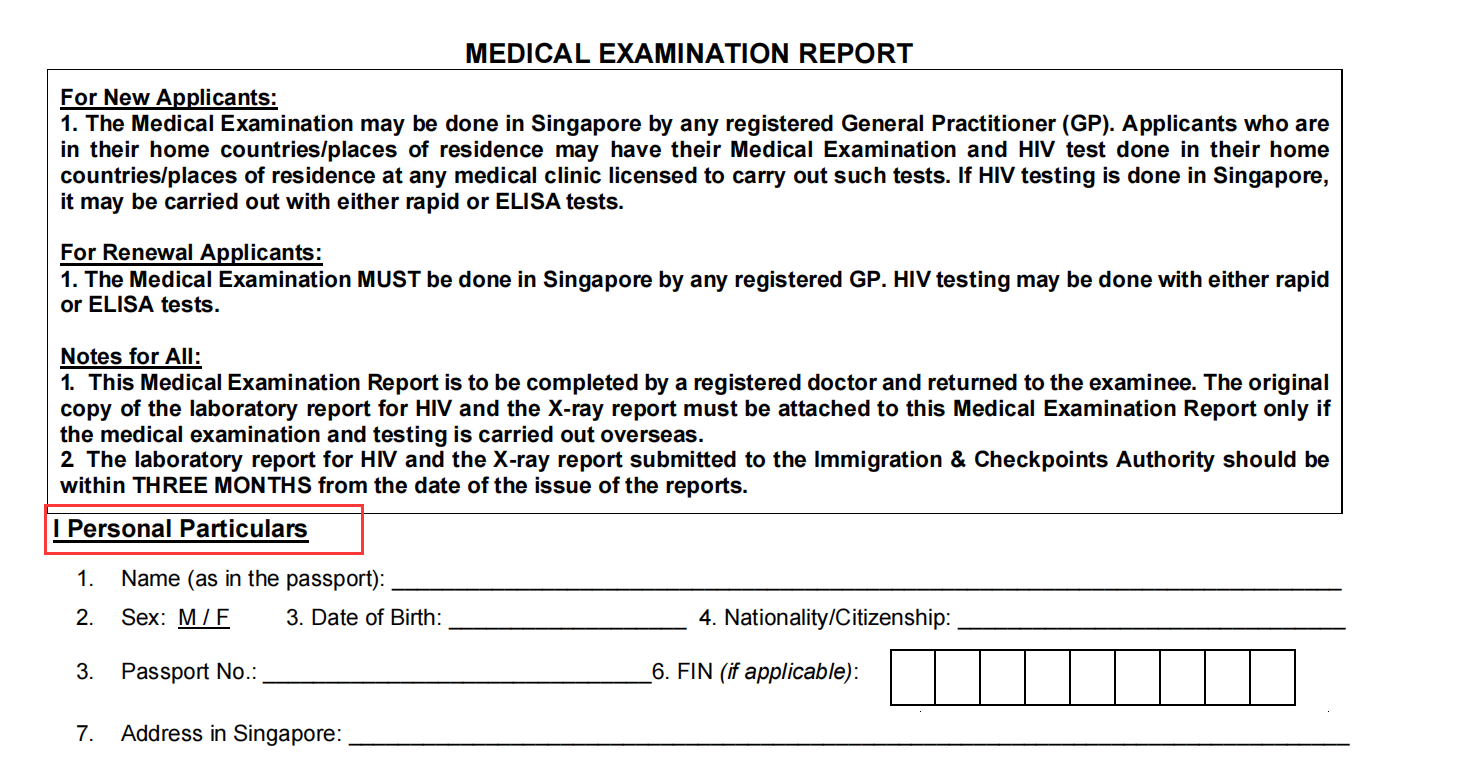 MEDICAL EXAMINATION REPORT
For New Applicants:
1. The Medical Examination may be done in Singapore by any registered General Practitioner (GP). Applicants who are
in their home countries/places of residence may have their Medical Examination and HIV test done in their home
countries/places of residence at any medical clinic licensed to carry out such tests. If HIV testing is done in Singapore,
it may be carried out with either rapid or ELISA tests.
For Renewal Applicants:
1. The Medical Examination MUST be done in Singapore by any registered GP. HIV testing may be done with either rapid
or ELISA tests.
Notes for All:
1. This Medical Examination Report is to be completed by a registered doctor and returned to the examinee. The original
copy of the laboratory report for HIV and the X-ray report must be attached to this Medical Examination Report only if
the medical examination and testing is carried out overseas.
2 The laboratory report for HIV and the X-ray report submitted to the Immigration & Checkpoints Authority should be
within THREE MONTHS from the date of the issue of the reports.
I Personal Particulars
1. Name (as in the passport):
2. Sex: M / F 3. Date of Birth: 4. Nationality/Citizenship:
3. Passport No.: 6. FIN (if applicable):
7. Address in Singapore: